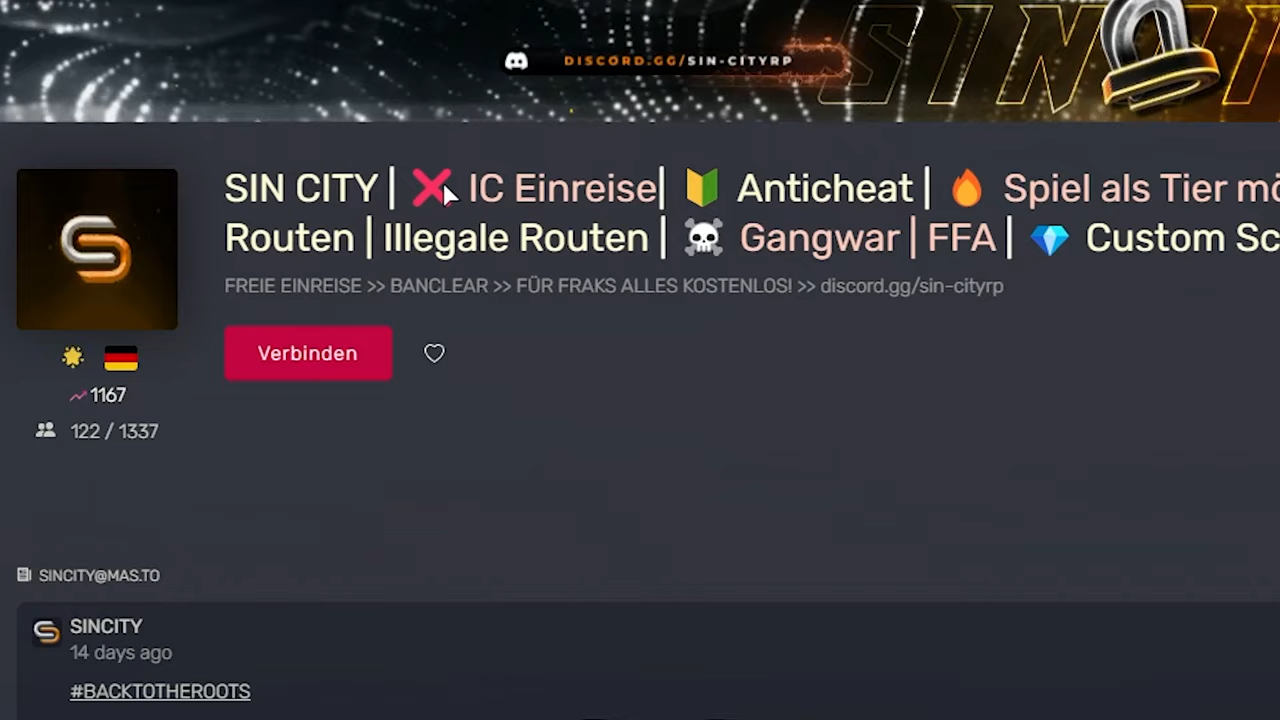 DISCORD.GG/SIN-CITYRP
SIN CITY | ❌ IC Einreise| 🔰 Anticheat | 🔥 Spiel als Tier
Routen | Illegale Routen | ☠️ Gangwar | FFA | 💎 Custom
FREIE EINREISE >> BANCLEAR >> FÜR FRAKS ALLES KOSTENLOS! >> discord.gg/sin-cityrp
Verbinden
1167
122 / 1337
SINCITY@MAS.TO
SINCITY
14 days ago
#BACKTOTHEROOTS